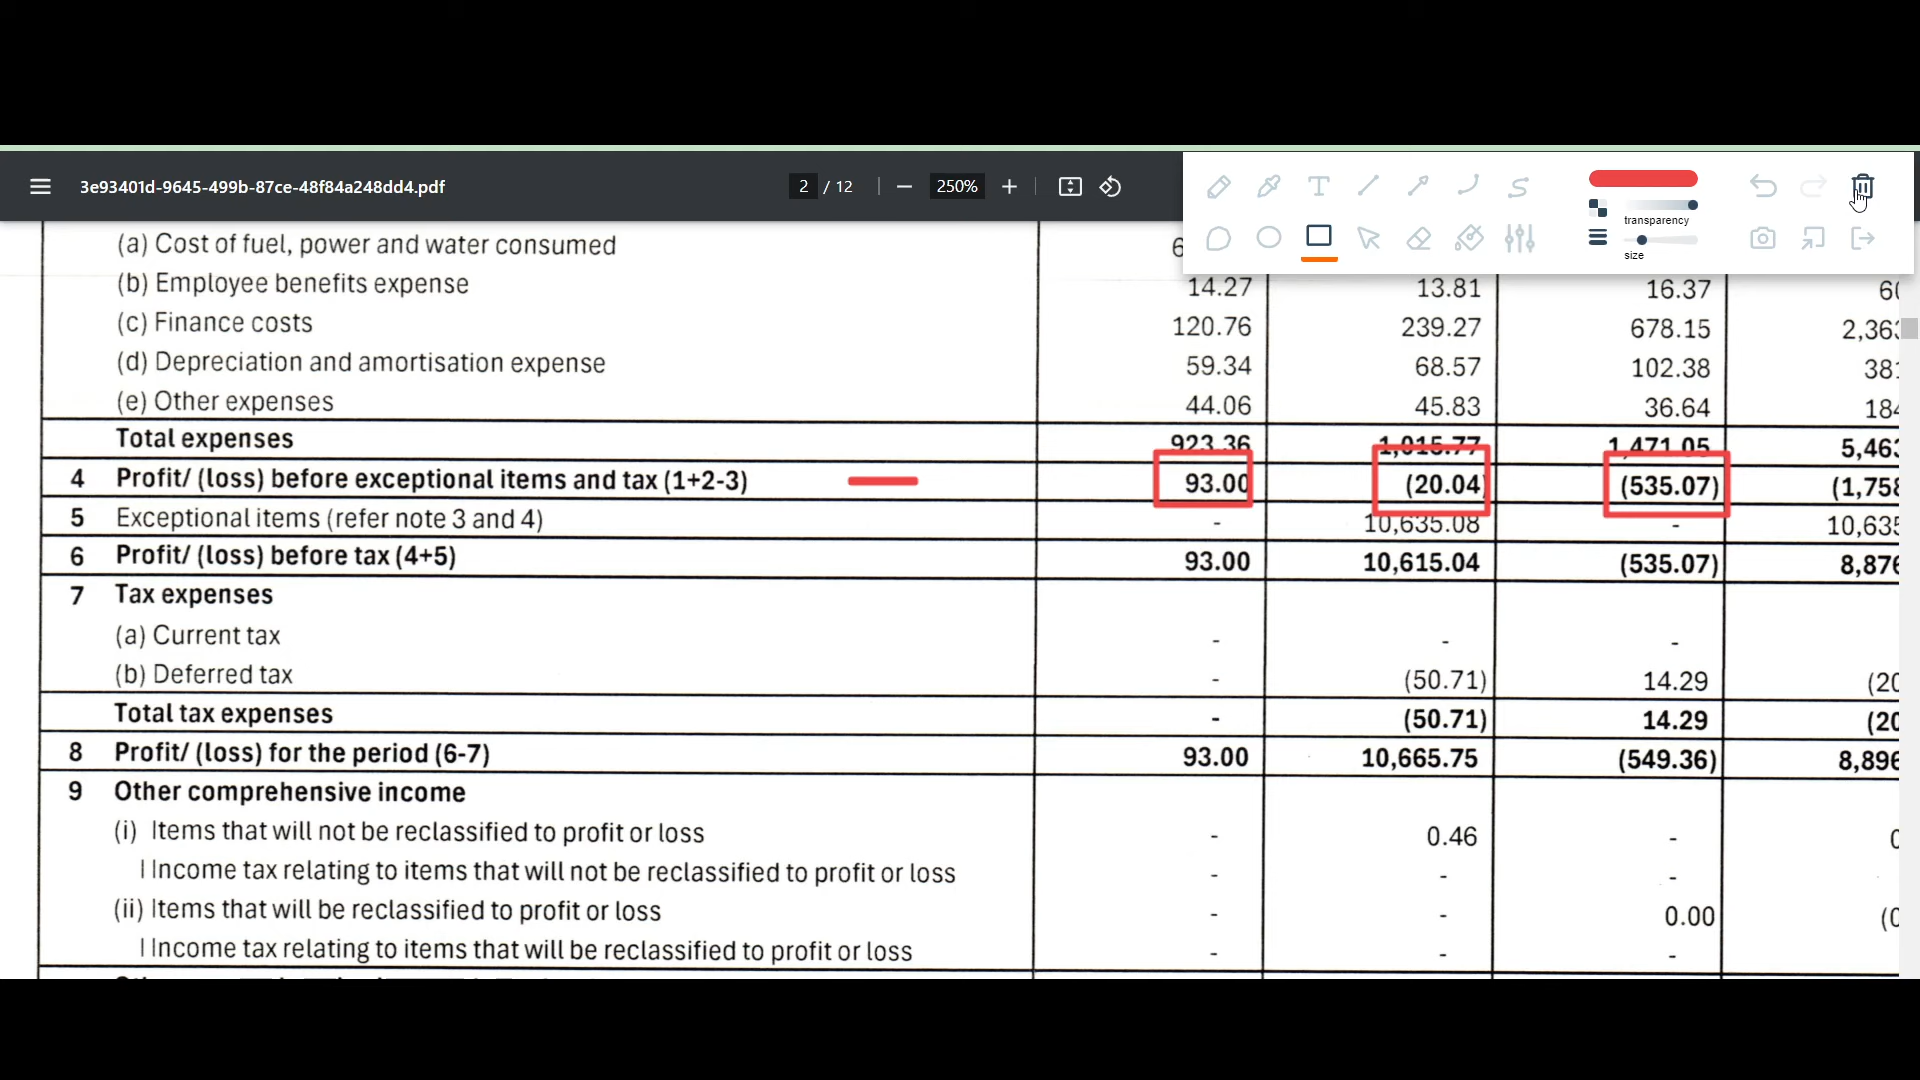 3e93401d-9645-499b-87ce-48f84a248dd4.pdf 2 / 12 250%
transparency
size
(a) Cost of fuel, power and water consumed
(b) Employee benefits expense 14.27 13.81 16.37
(c) Finance costs 120.76 239.27 678.15
(d) Depreciation and amortisation expense 59.34 68.57 102.38
(e) Other expenses 44.06 45.83 36.64
Total expenses 923.36 1,015.77 1,471.05
4 Profit/ (loss) before exceptional items and tax (1+2-3) 93.00 (20.04) (535.07)
5 Exceptional items (refer note 3 and 4) - 10,635.08 -
6 Profit/ (loss) before tax (4+5) 93.00 10,615.04 (535.07)
7 Tax expenses
(a) Current tax - - -
(b) Deferred tax - (50.71) 14.29
Total tax expenses - (50.71) 14.29
8 Profit/ (loss) for the period (6-7) 93.00 10,665.75 (549.36)
9 Other comprehensive income
(i) Items that will not be reclassified to profit or loss - 0.46 -
Income tax relating to items that will not be reclassified to profit or loss - - -
(ii) Items that will be reclassified to profit or loss - - 0.00
Income tax relating to items that will be reclassified to profit or loss - - -